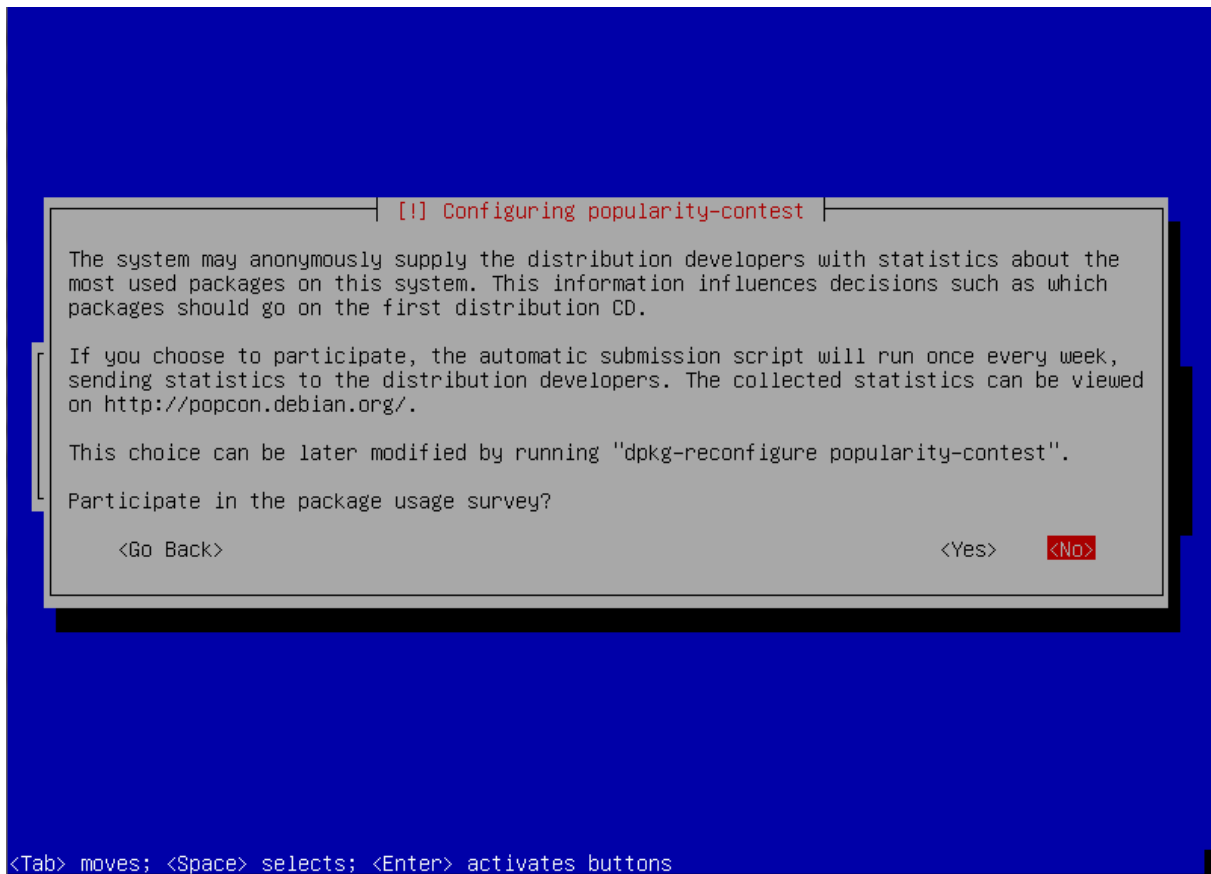 [!] Configuring popularity-contest
The system may anonymously supply the distribution developers with statistics about the
most used packages on this system. This information influences decisions such as which
packages should go on the first distribution CD.
If you choose to participate, the automatic submission script will run once every week,
sending statistics to the distribution developers. The collected statistics can be viewed
on http://popcon.debian.org/.
This choice can be later modified by running "dpkg-reconfigure popularity-contest".
Participate in the package usage survey?
<Go Back> <Yes> <No>
<Tab> moves; <Space> selects; <Enter> activates buttons